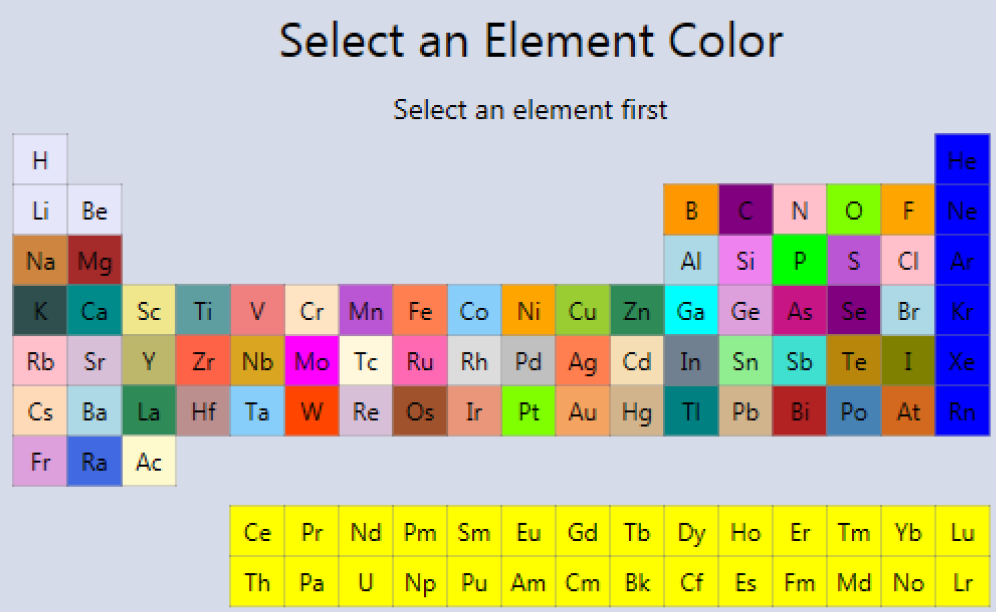 Select an Element Color
Select an element first
H He
Li Be B C N O F Ne
Na Mg Al Si P S Cl Ar
K Ca Sc Ti V Cr Mn Fe Co Ni Cu Zn Ga Ge As Se Br Kr
Rb Sr Y Zr Nb Mo Tc Ru Rh Pd Ag Cd In Sn Sb Te I Xe
Cs Ba La Hf Ta W Re Os Ir Pt Au Hg Tl Pb Bi Po At Rn
Fr Ra Ac
Ce Pr Nd Pm Sm Eu Gd Tb Dy Ho Er Tm Yb Lu
Th Pa U Np Pu Am Cm Bk Cf Es Fm Md No Lr